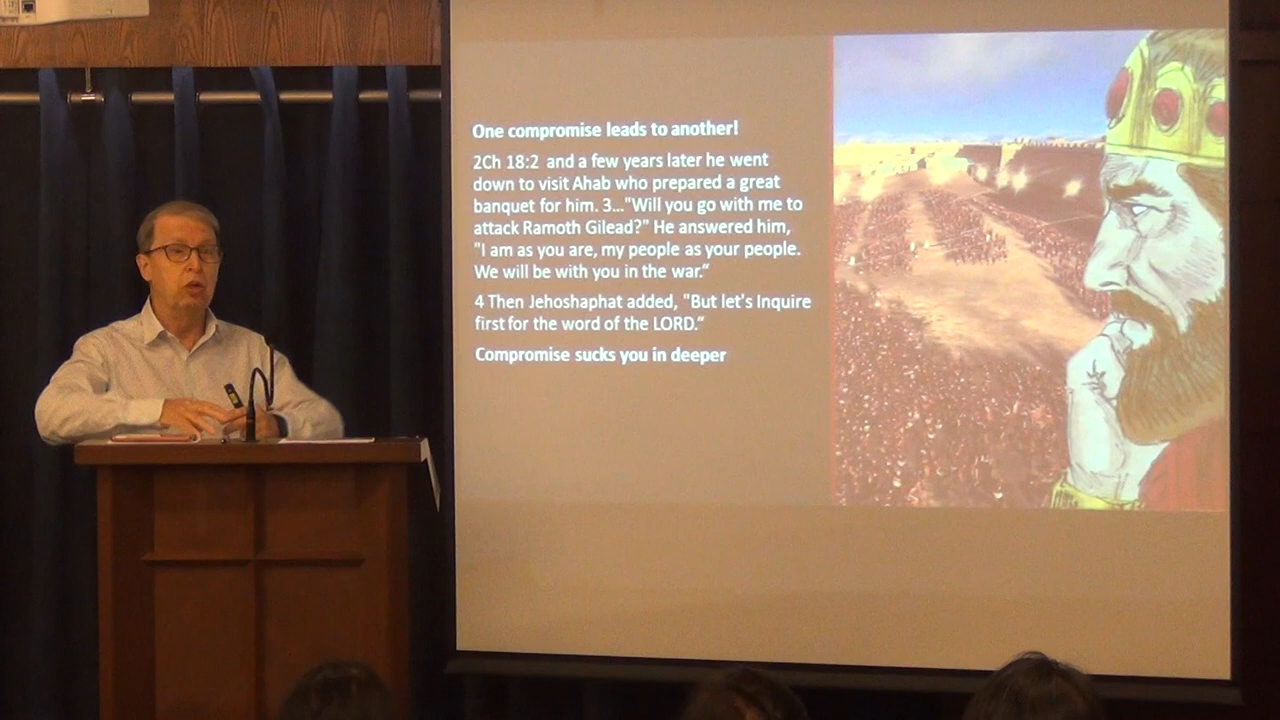 One compromise leads to another!
2Ch 18:2 and a few years later he went
down to visit Ahab who prepared a great
banquet for him. 3..."Will you go with me to
attack Ramoth Gilead?" He answered him,
"I am as you are, my people as your people.
We will be with you in the war.“
4 Then Jehoshaphat added, "But let's Inquire
first for the word of the LORD.“
Compromise sucks you in deeper